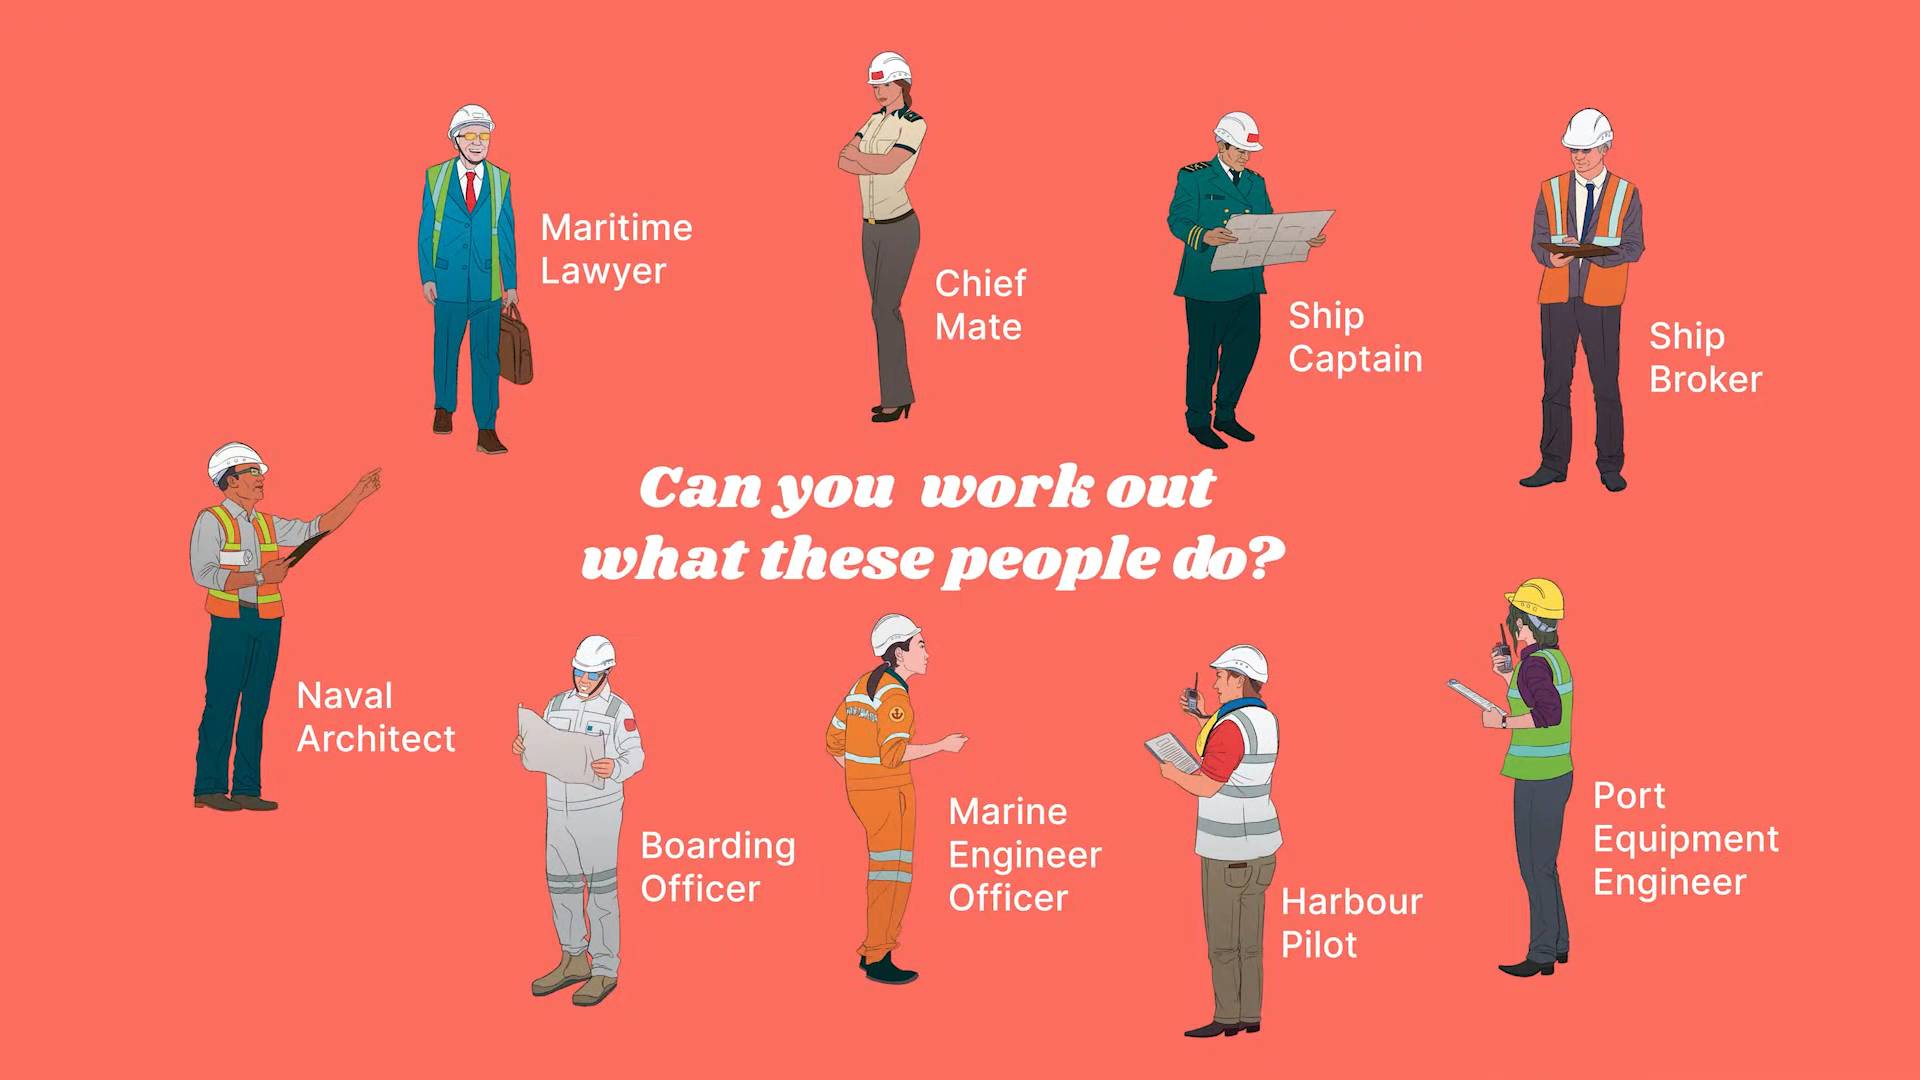 Maritime
Lawyer
Chief
Mate
Ship
Captain
Ship
Broker
Can you work out
what these people do?
Naval
Architect
Boarding
Officer
Marine
Engineer
Officer
Harbour
Pilot
Port
Equipment
Engineer